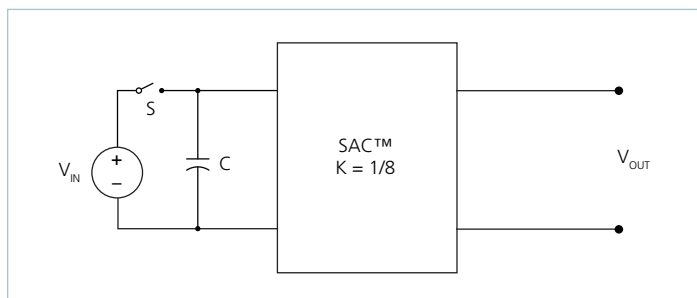 S
SAC™
K = 1/8
+
–
V_IN
C
V_OUT